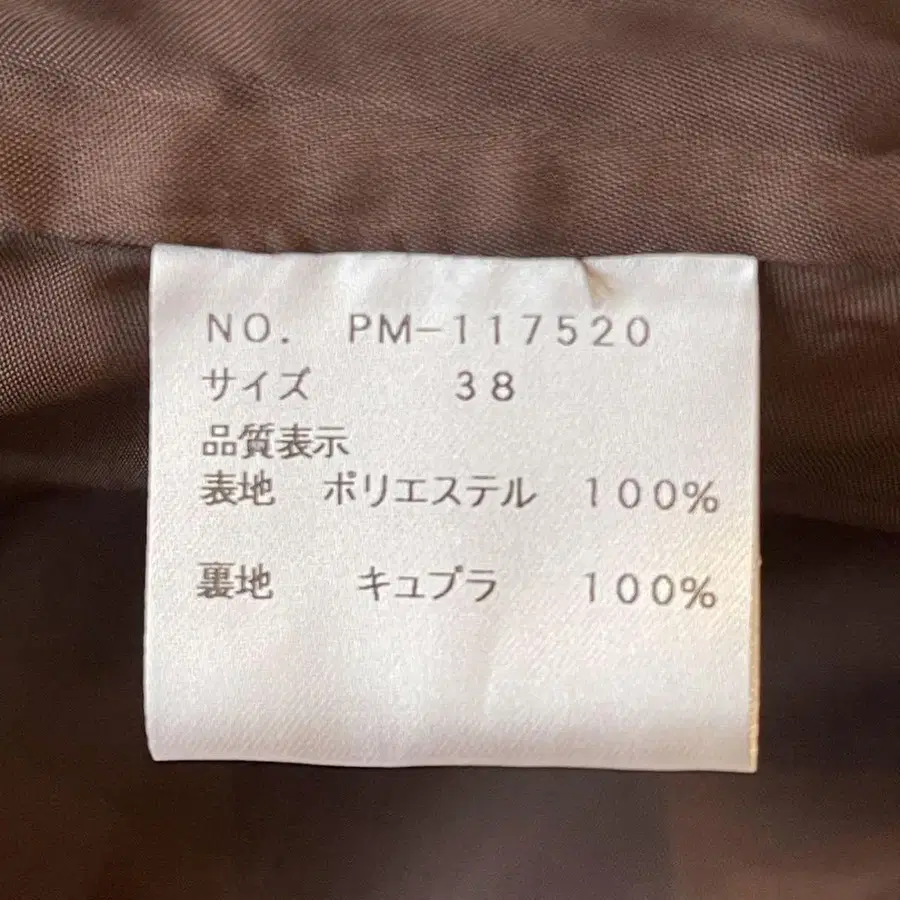 NO. PM-117520
サイズ 38
品質表示
表地 ポリエステル 100%
裏地 キュプラ 100%